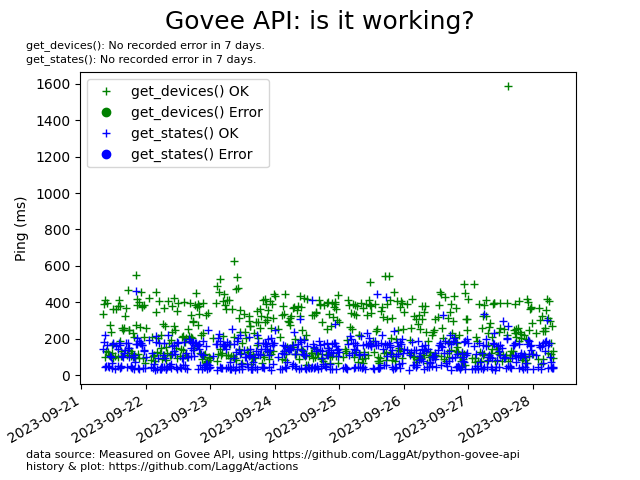 Govee API: is it working?
get_devices(): No recorded error in 7 days.
get_states(): No recorded error in 7 days.
get_devices() OK
get_devices() Error
get_states() OK
get_states() Error
Ping (ms)
1600
1400
1200
1000
800
600
400
200
0
2023-09-21
2023-09-22
2023-09-23
2023-09-24
2023-09-25
2023-09-26
2023-09-27
2023-09-28
data source: Measured on Govee API, using https://github.com/LaggAt/python-govee-api
history & plot: https://github.com/LaggAt/actions